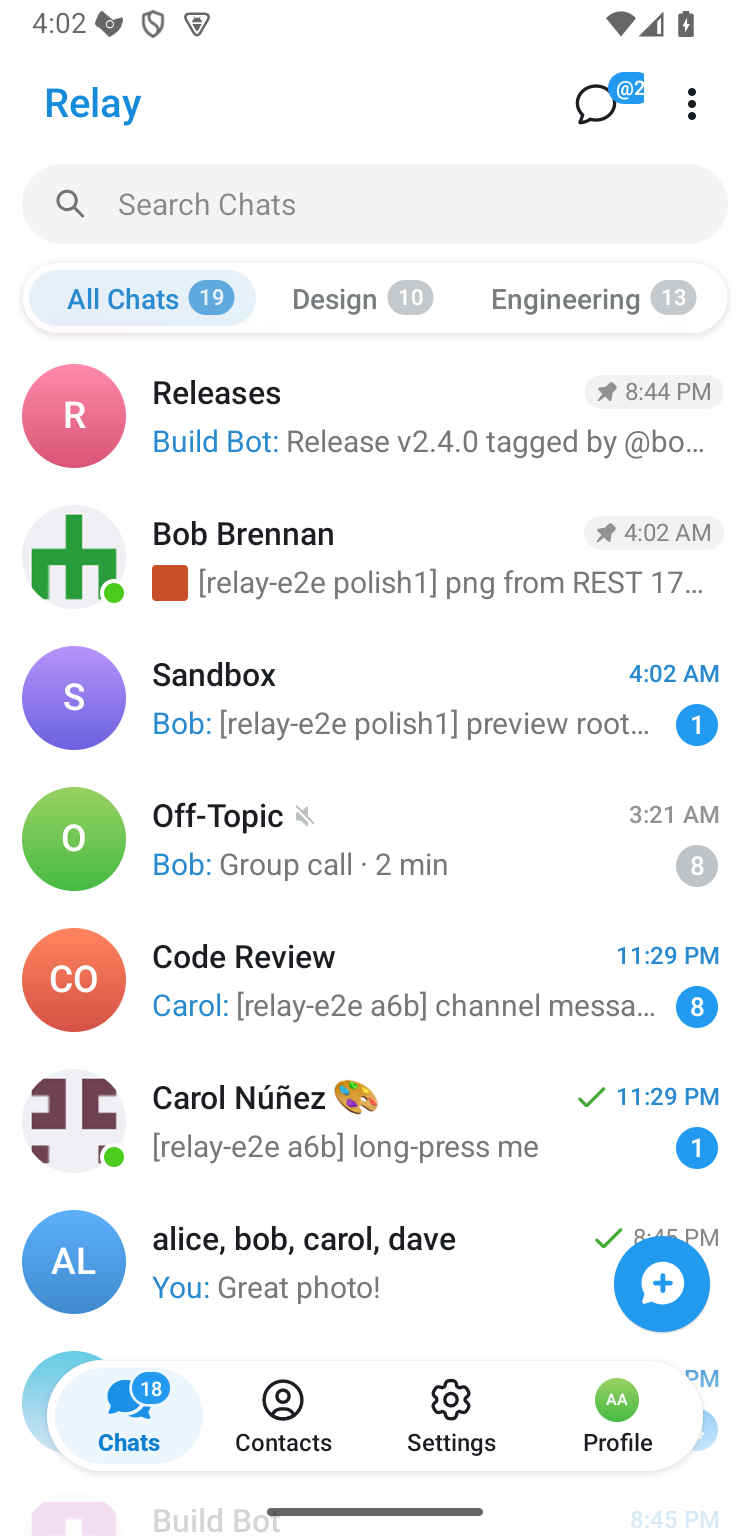 4:02
Relay
@2
Search Chats
All Chats 19 Design 10 Engineering 13
R
Releases 8:44 PM
Build Bot: Release v2.4.0 tagged by @bo...
Bob Brennan 4:02 AM
[relay-e2e polish1] png from REST 17...
S
Sandbox 4:02 AM
Bob: [relay-e2e polish1] preview root... 1
O
Off-Topic 3:21 AM
Bob: Group call · 2 min 8
CO
Code Review 11:29 PM
Carol: [relay-e2e a6b] channel messa... 8
Carol Núñez 🎨 11:29 PM
[relay-e2e a6b] long-press me 1
AL
alice, bob, carol, dave 8:45 PM
You: Great photo!
PM
18
AA
Chats Contacts Settings Profile
Build Bot 8:45 PM